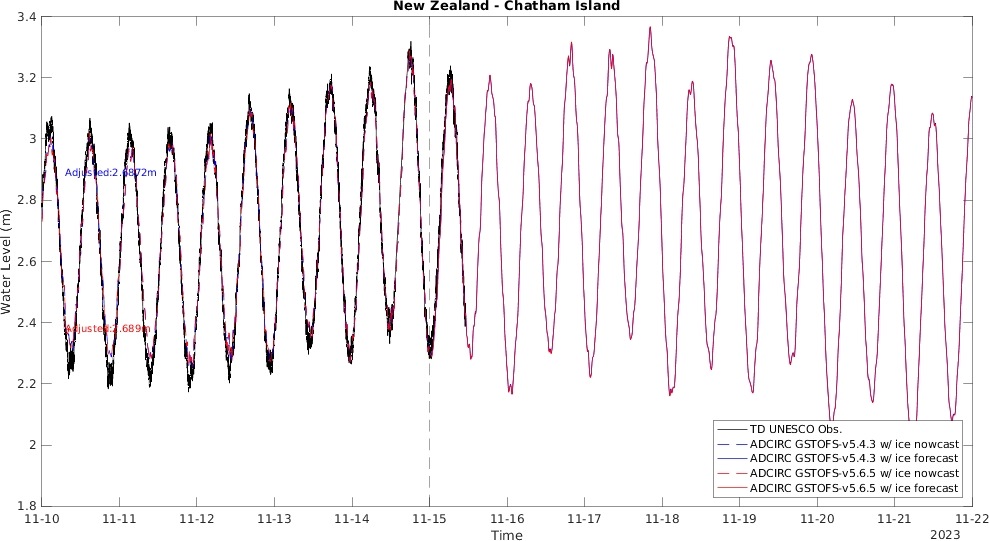 New Zealand - Chatham Island
3.4
3.2
3
2.8
2.6
2.4
2.2
2
1.8
Water Level (m)
Adjusted:2.6872m
Adjusted:2.689m
TD UNESCO Obs.
ADCIRC GSTOFS-v5.4.3 w/ ice nowcast
ADCIRC GSTOFS-v5.4.3 w/ ice forecast
ADCIRC GSTOFS-v5.6.5 w/ ice nowcast
ADCIRC GSTOFS-v5.6.5 w/ ice forecast
11-10 11-11 11-12 11-13 11-14 11-15 11-16 11-17 11-18 11-19 11-20 11-21 11-22
Time
2023